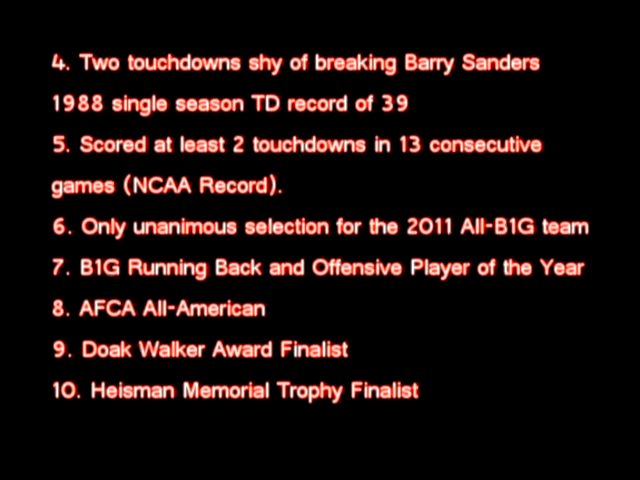 4. Two touchdowns shy of breaking Barry Sanders
1988 single season TD record of 39
5. Scored at least 2 touchdowns in 13 consecutive
games (NCAA Record).
6. Only unanimous selection for the 2011 All-B1G team
7. B1G Running Back and Offensive Player of the Year
8. AFCA All-American
9. Doak Walker Award Finalist
10. Heisman Memorial Trophy Finalist